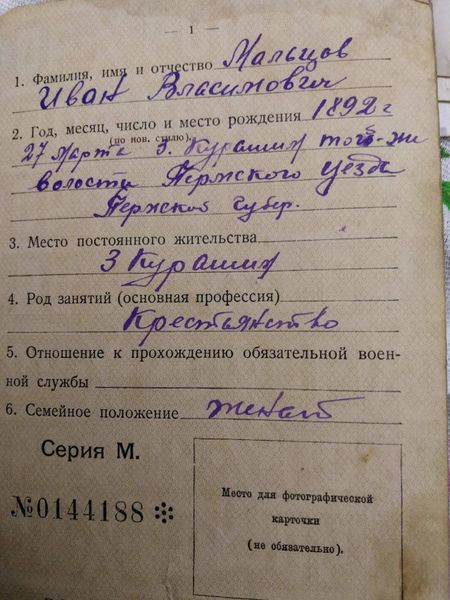 — 1 —
1. Фамилия, имя и отчество Мальцов
Иван Власимович
2. Год, месяц, число и место рождения 1892 г
(по нов. стилю).
27 марта З. Курашим той-же
волости Пермского уезда
Пермской губер.
3. Место постоянного жительства
З Курашим
4. Род занятий (основная профессия)
Крестьянство
5. Отношение к прохождению обязательной воен-
ной службы
6. Семейное положение женат
Серия М.
№0144188
Место для фотографической
карточки
(не обязательно).